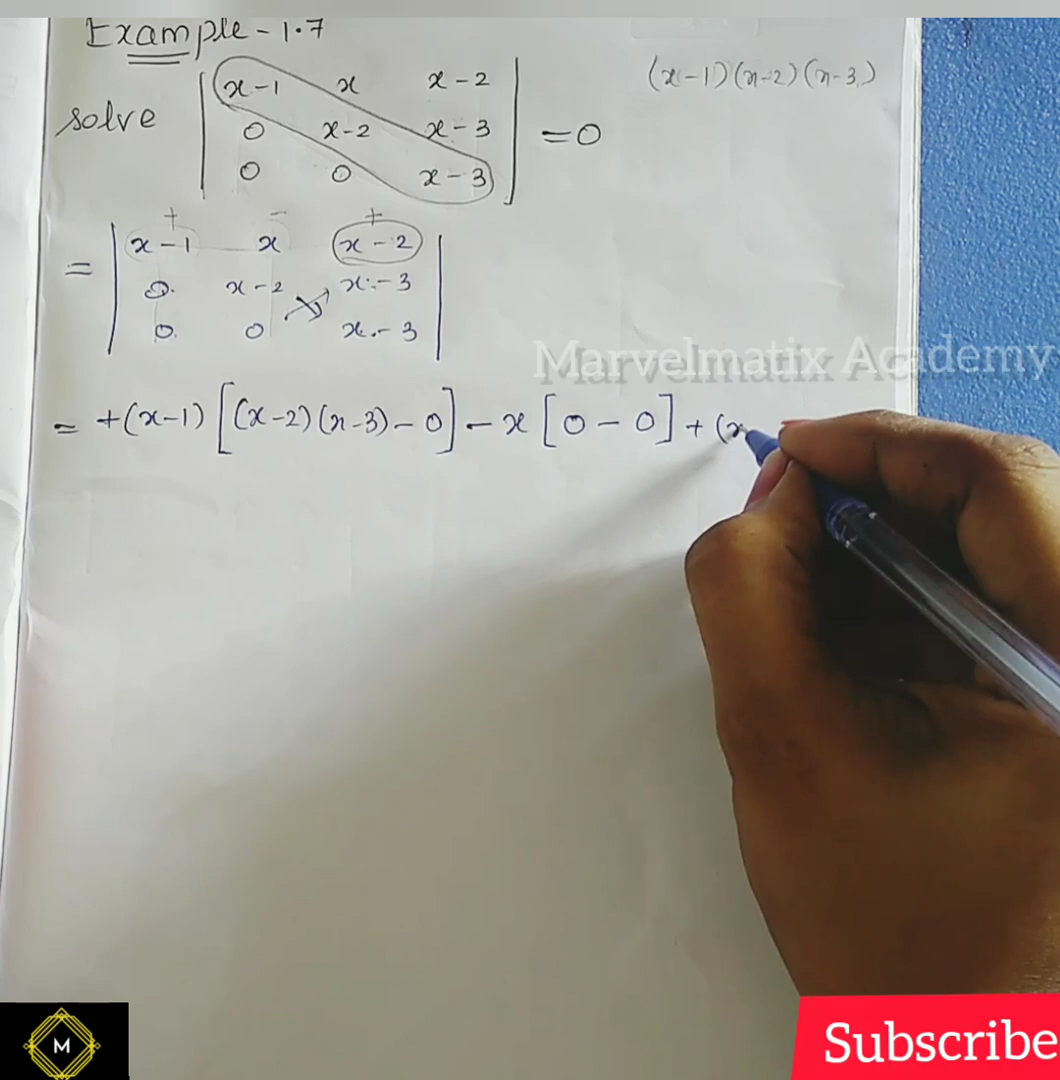 Example - 1.7
(x-1)(x-2)(x-3)
solve | x-1 x x-2 | = 0
0 x-2 x-3
0 0 x-3
+ - +
= | x-1 x x-2 |
0 x-2 x-3
0 0 x-3
Marvelmatix Academy
= +(x-1) [(x-2)(x-3)-0] - x [0-0] + (x
M
Subscribe